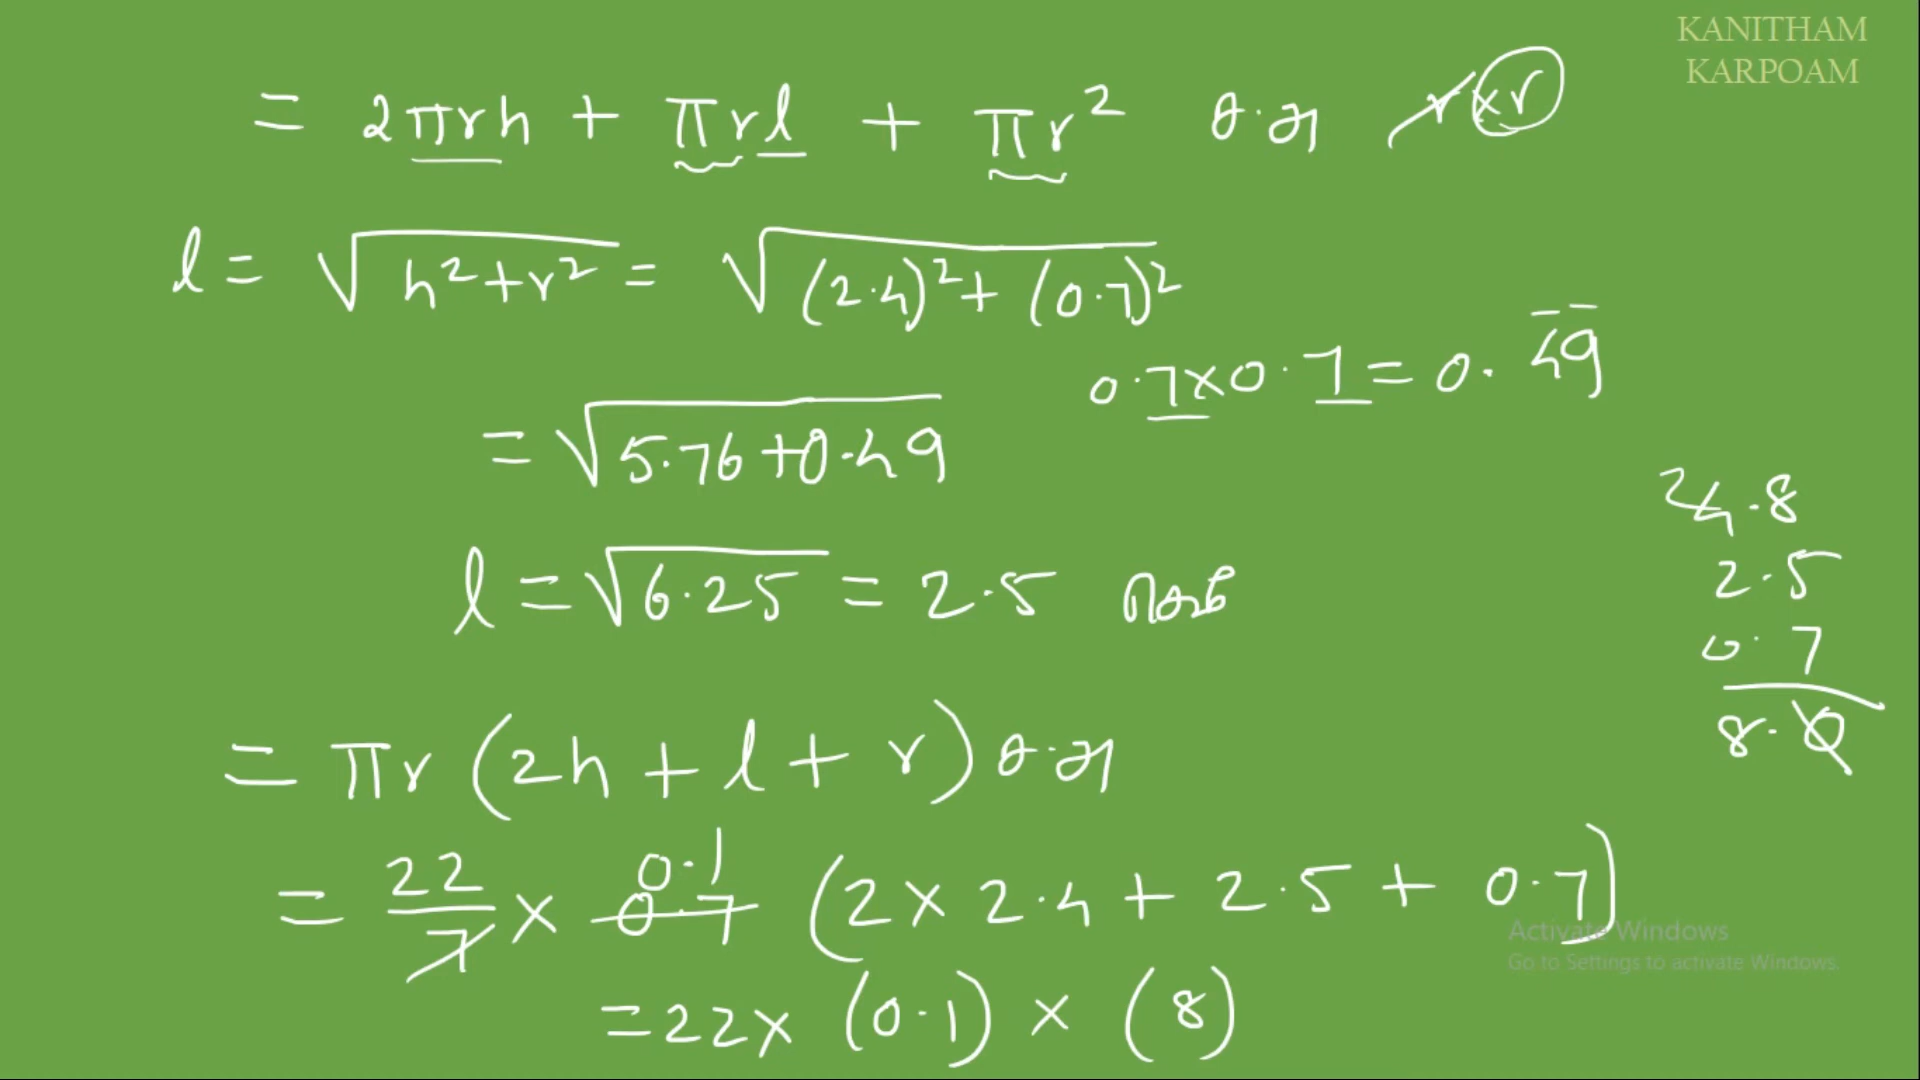 KANITHAM
KARPOAM
= 2πrh + πrl + πr² ச.அ r×r
l = √h²+r² = √(2.4)²+(0.7)²
0.7×0.7 = 0.49
= √5.76+0.49
l = √6.25 = 2.5
24.8
2.5
0.7
8.0
= πr (2h + l + r) ச.அ
0.1
= 22/7 × 0.7 (2 × 2.4 + 2.5 + 0.7)
= 22 × (0.1) × (8)
Activate Windows
Go to Settings to activate Windows.